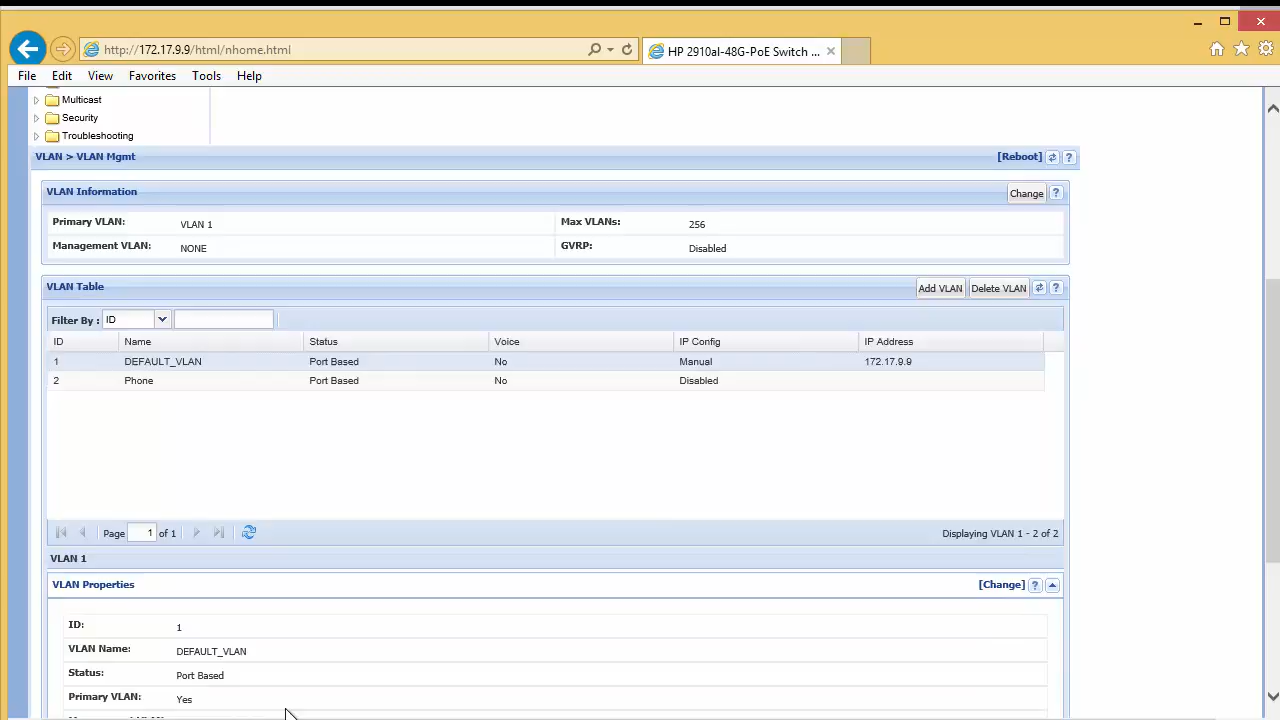 http://172.17.9.9/html/nhome.html
HP 2910al-48G-PoE Switch ...
File Edit View Favorites Tools Help
Multicast
Security
Troubleshooting
VLAN > VLAN Mgmt [Reboot] ?
VLAN Information Change ?
Primary VLAN: VLAN 1 Max VLANs: 256
Management VLAN: NONE GVRP: Disabled
VLAN Table Add VLAN Delete VLAN ?
Filter By : ID
ID Name Status Voice IP Config IP Address
1 DEFAULT_VLAN Port Based No Manual 172.17.9.9
2 Phone Port Based No Disabled
Page 1 of 1 Displaying VLAN 1 - 2 of 2
VLAN 1
VLAN Properties [Change] ?
ID: 1
VLAN Name: DEFAULT_VLAN
Status: Port Based
Primary VLAN: Yes